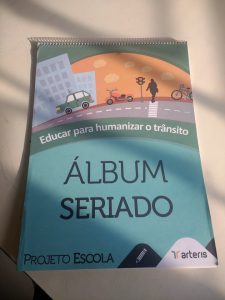 Educar para humanizar o trânsito
ÁLBUM
SERIADO
PROJETO ESCOLA
arteris